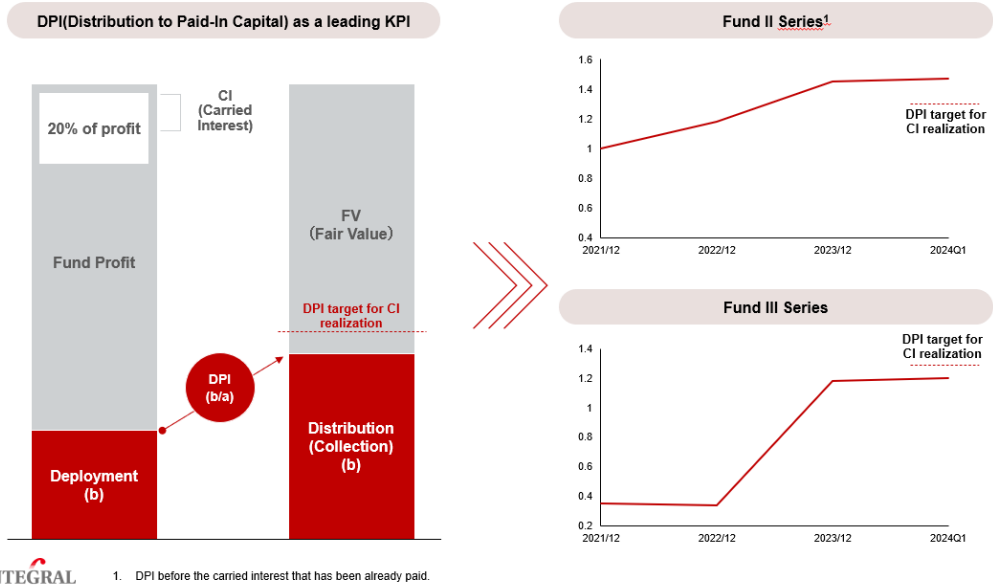 DPI(Distribution to Paid-In Capital) as a leading KPI
20% of profit
CI
(Carried
Interest)
Fund Profit
Deployment
(b)
DPI
(b/a)
FV
(Fair Value)
DPI target for CI
realization
Distribution
(Collection)
(b)
Fund II Series1
1.6
1.4
1.2
1
0.8
0.6
0.4
2021/12
2022/12
2023/12
2024Q1
DPI target for
CI realization
Fund III Series
DPI target for
CI realization
1.4
1.2
1
0.8
0.6
0.4
0.2
2021/12
2022/12
2023/12
2024Q1
NTEGRAL
1. DPI before the carried interest that has been already paid.